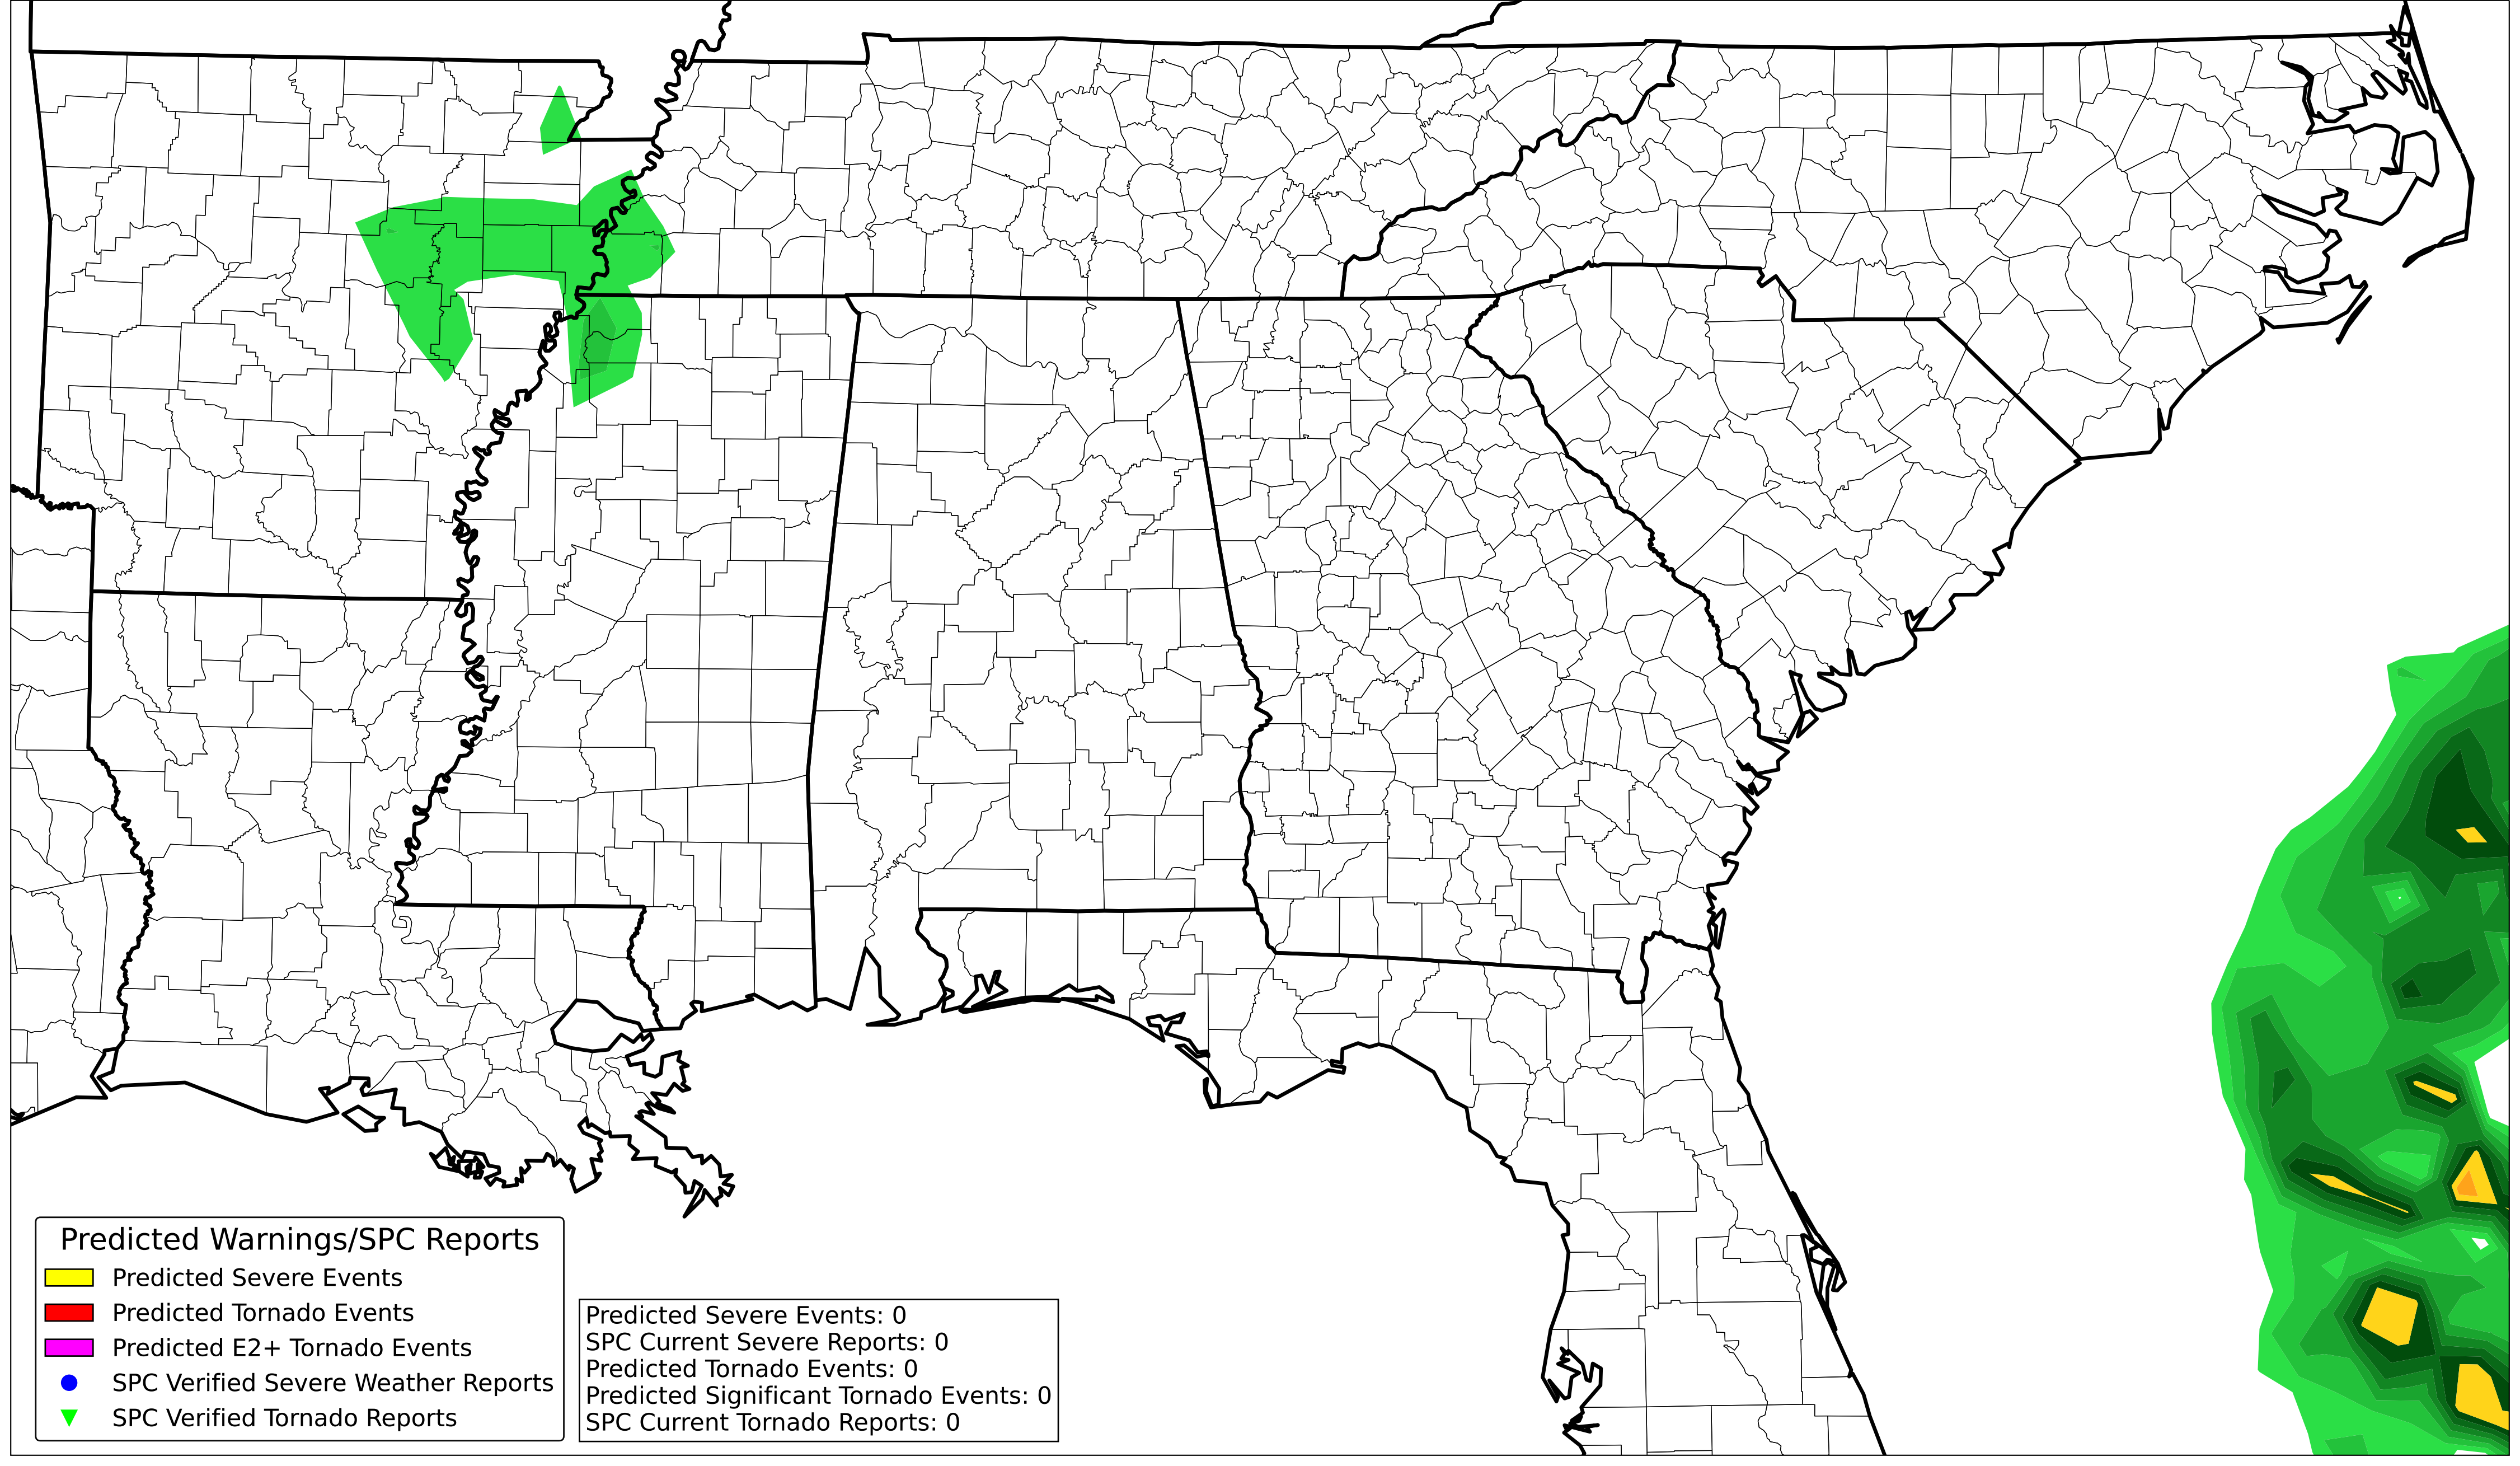 Predicted Warnings/SPC Reports
Predicted Severe Events
Predicted Tornado Events
Predicted E2+ Tornado Events
SPC Verified Severe Weather Reports
SPC Verified Tornado Reports
Predicted Severe Events: 0
SPC Current Severe Reports: 0
Predicted Tornado Events: 0
Predicted Significant Tornado Events: 0
SPC Current Tornado Reports: 0